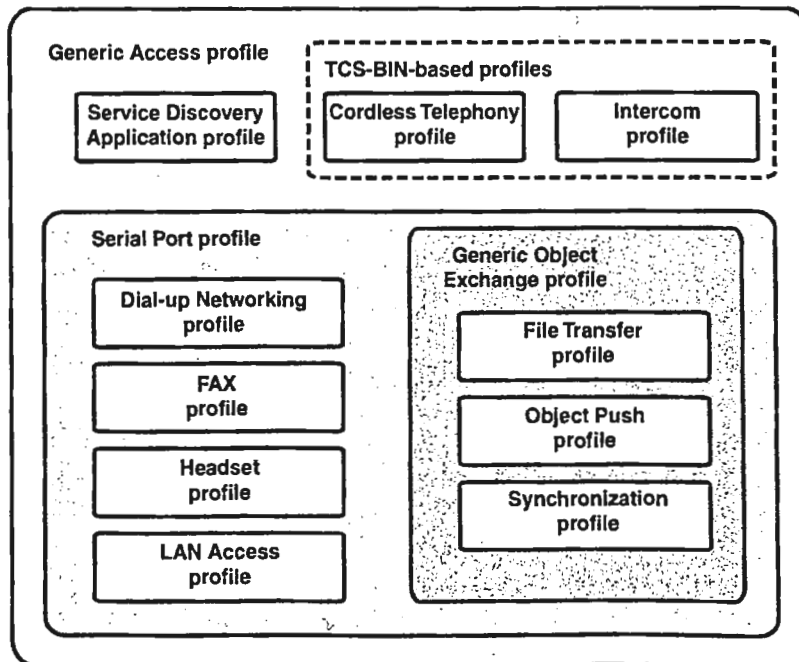 Generic Access profile
TCS-BIN-based profiles
Service Discovery
Application profile
Cordless Telephony
profile
Intercom
profile
Serial Port profile
Dial-up Networking
profile
FAX
profile
Headset
profile
LAN Access
profile
Generic Object
Exchange profile
File Transfer
profile
Object Push
profile
Synchronization
profile